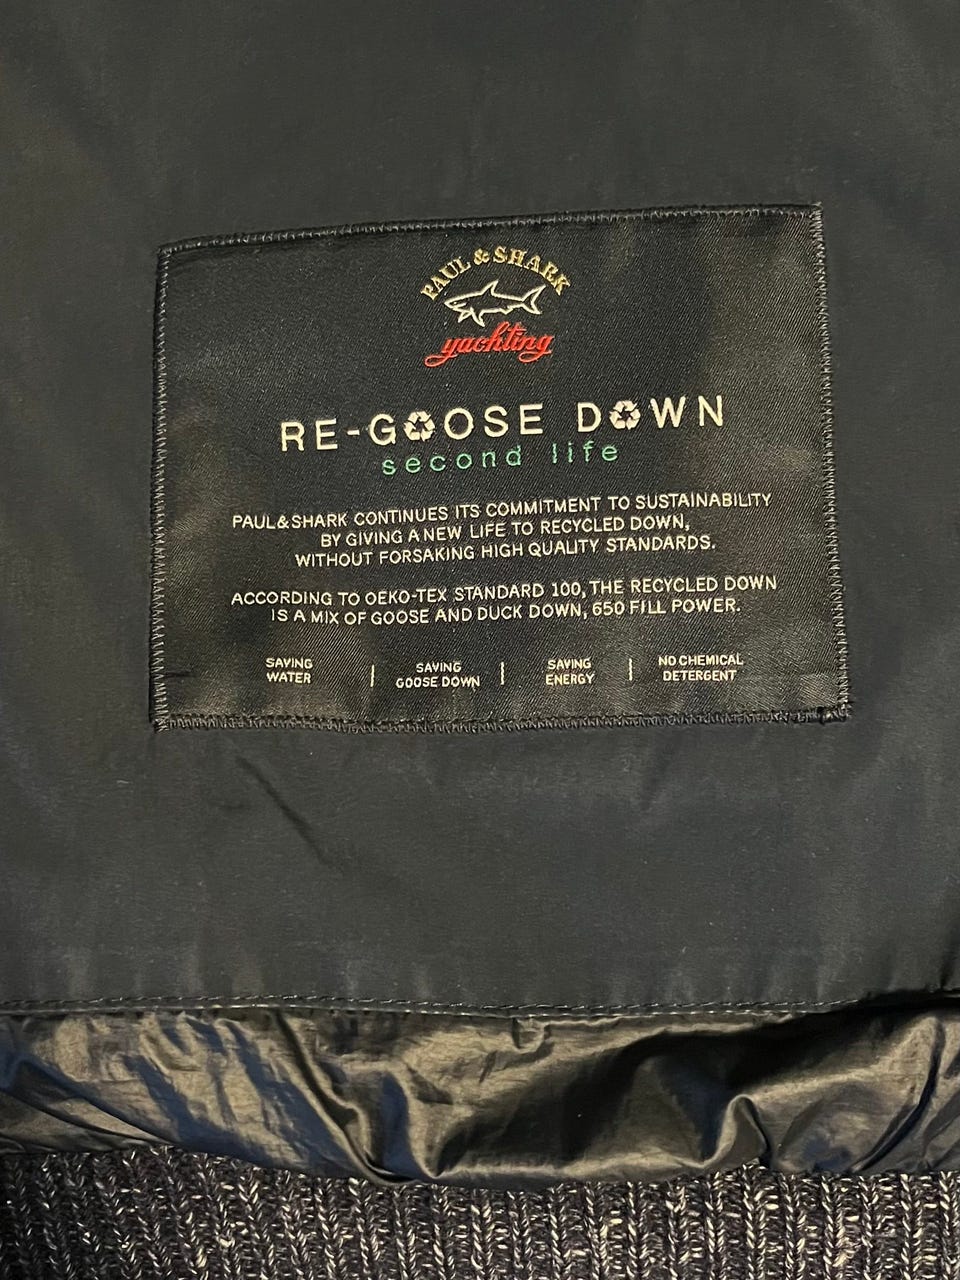 PAUL & SHARK
yachting
RE-GOOSE DOWN
second life
PAUL&SHARK CONTINUES ITS COMMITMENT TO SUSTAINABILITY
BY GIVING A NEW LIFE TO RECYCLED DOWN,
WITHOUT FORSAKING HIGH QUALITY STANDARDS.
ACCORDING TO OEKO-TEX STANDARD 100, THE RECYCLED DOWN
IS A MIX OF GOOSE AND DUCK DOWN, 650 FILL POWER.
SAVING
WATER
SAVING
GOOSE DOWN
SAVING
ENERGY
NO CHEMICAL
DETERGENT